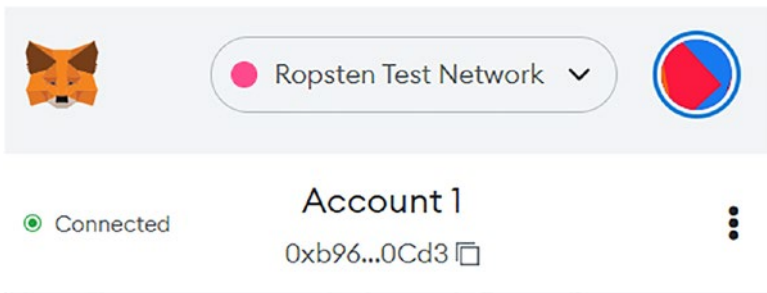 Ropsten Test Network
Account 1
Connected
0xb96...0Cd3